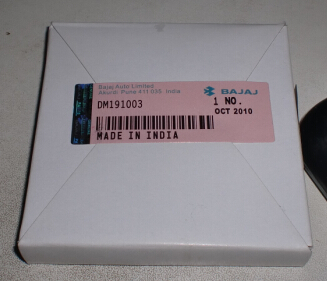 Bajaj Auto Limited
Akurdi Pune 411 035 India
BAJAJ
DM191003
1 NO.
OCT 2010
MADE IN INDIA